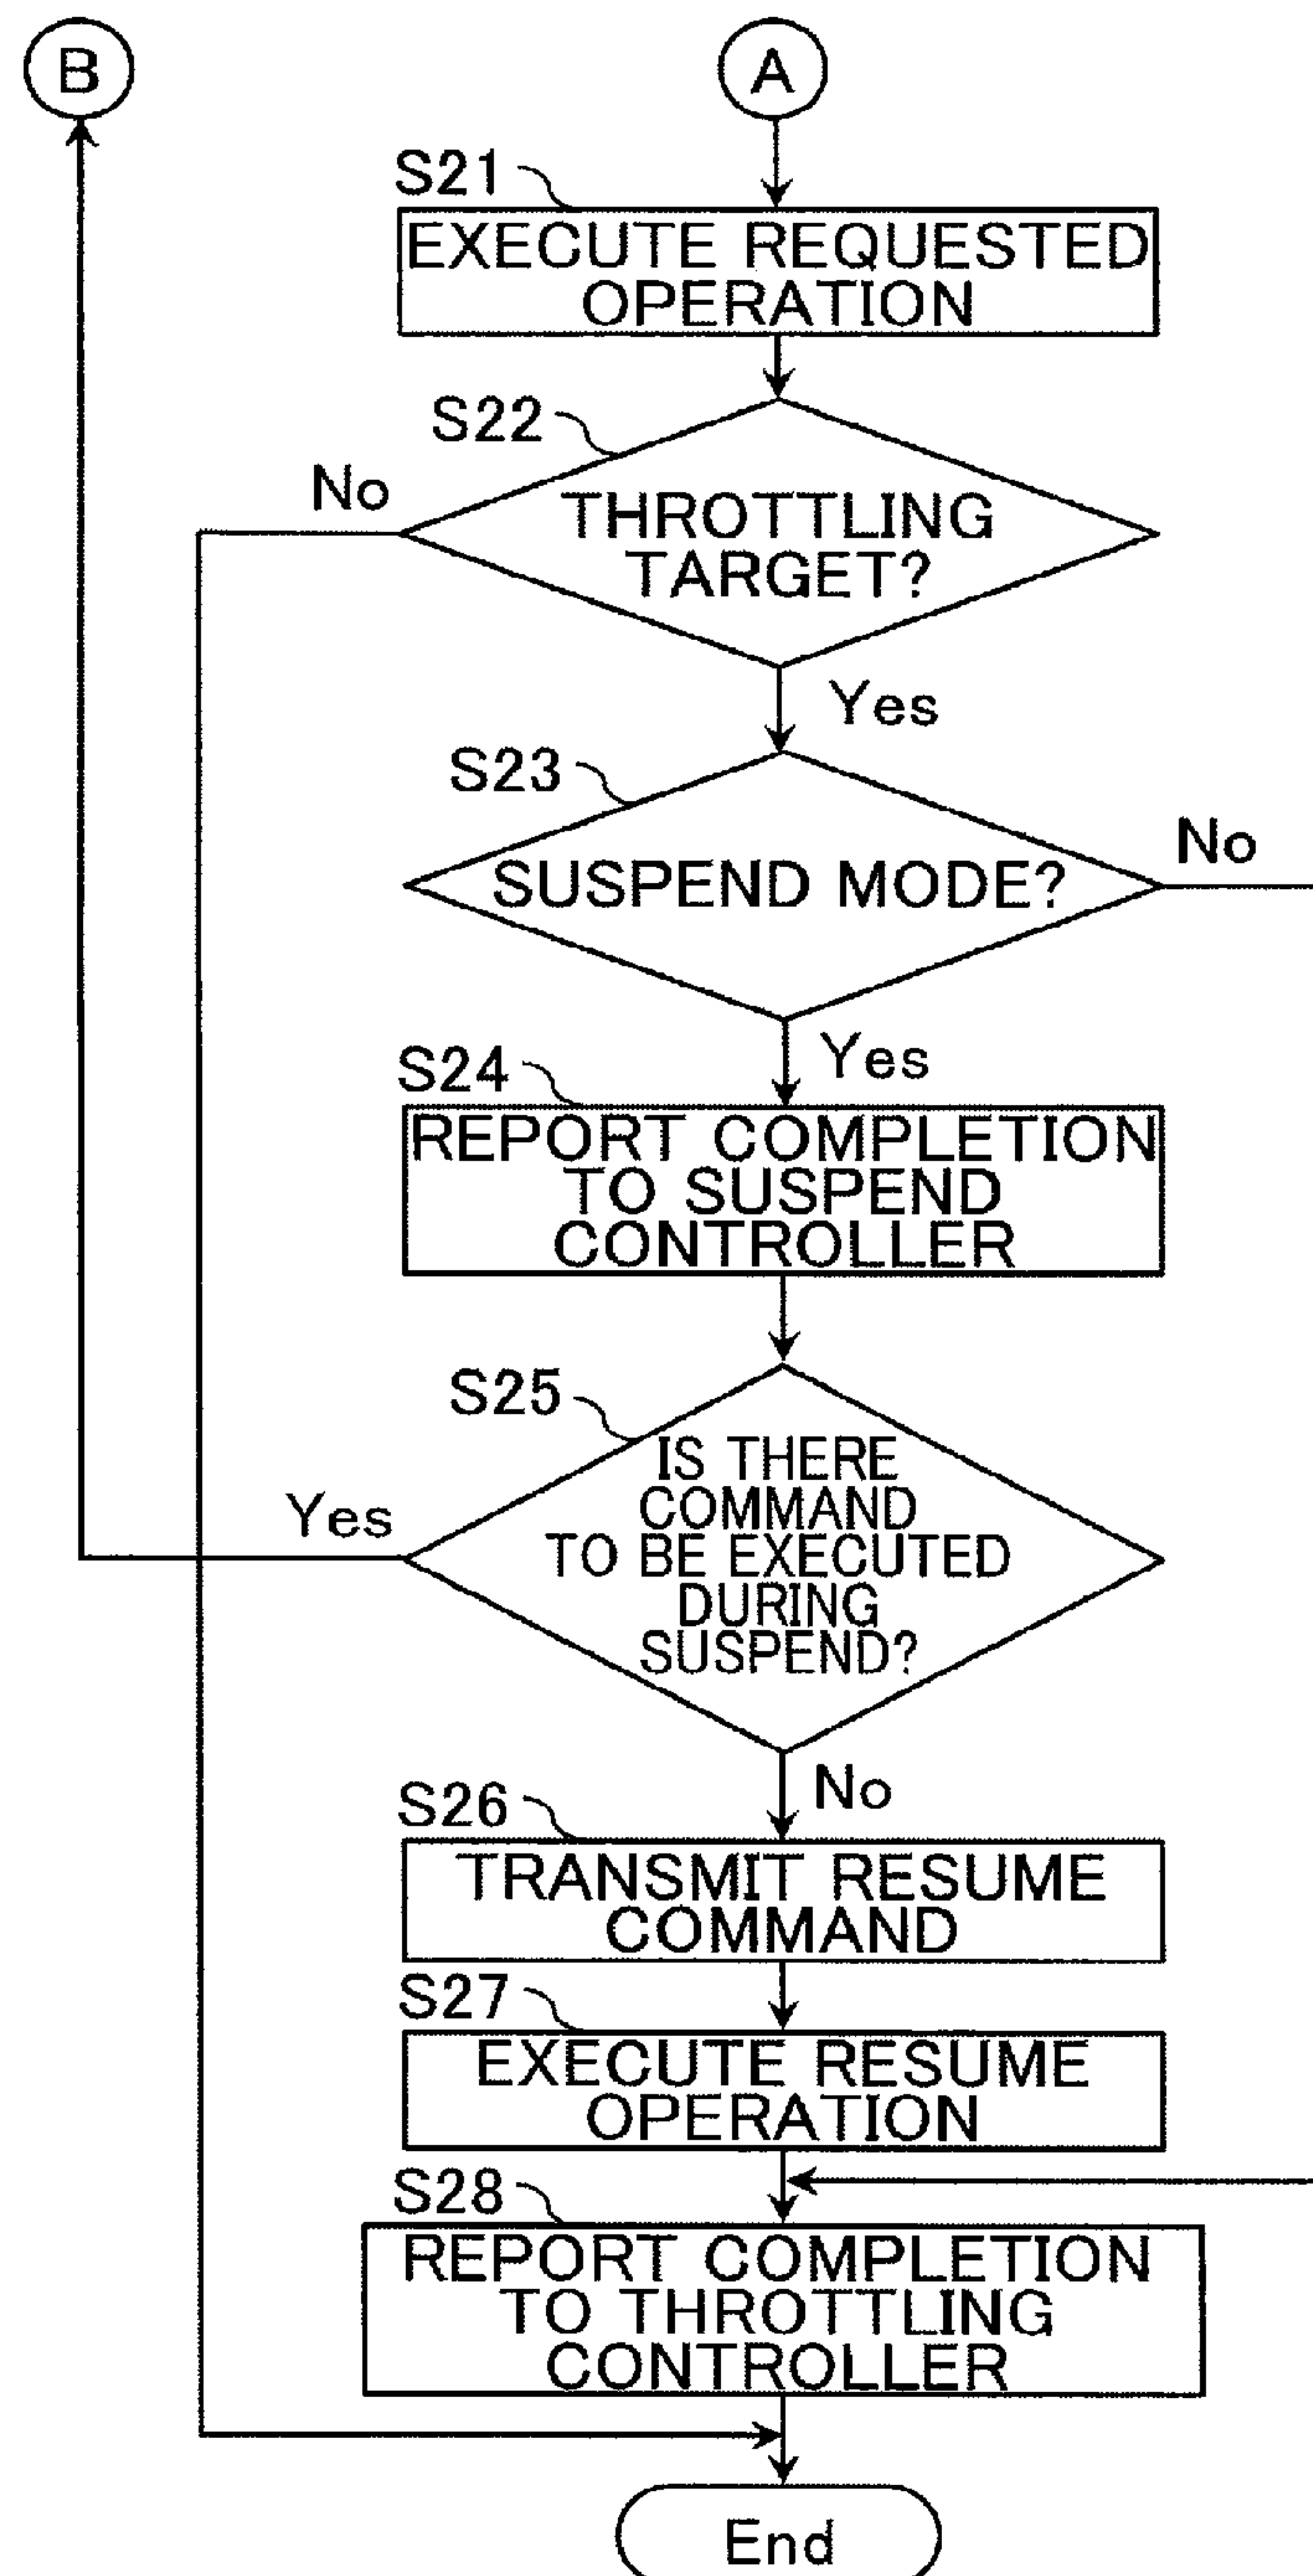 B
A
S21
EXECUTE REQUESTED
OPERATION
S22
No
THROTTLING
TARGET?
Yes
S23
No
SUSPEND MODE?
Yes
S24
REPORT COMPLETION
TO SUSPEND
CONTROLLER
S25
IS THERE
COMMAND
TO BE EXECUTED
DURING
SUSPEND?
Yes
No
S26
TRANSMIT RESUME
COMMAND
S27
EXECUTE RESUME
OPERATION
S28
REPORT COMPLETION
TO THROTTLING
CONTROLLER
End